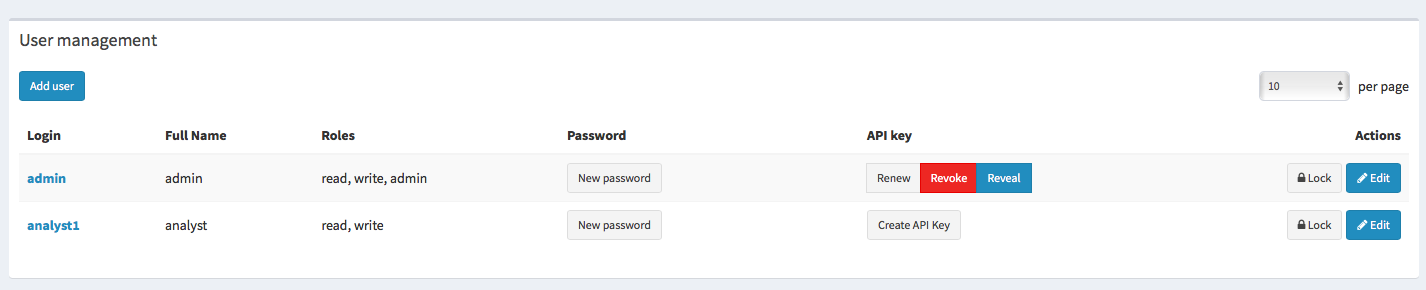 User management
Add user
10 per page
Login Full Name Roles Password API key Actions
admin admin read, write, admin New password Renew Revoke Reveal Lock Edit
analyst1 analyst read, write New password Create API Key Lock Edit